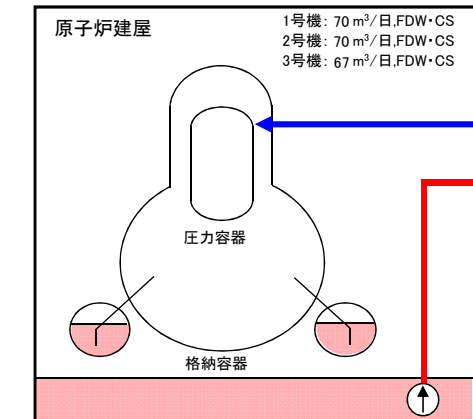 原子炉建屋
1号機: 70 m³/日,FDW・CS
2号機: 70 m³/日,FDW・CS
3号機: 67 m³/日,FDW・CS
圧力容器
格納容器